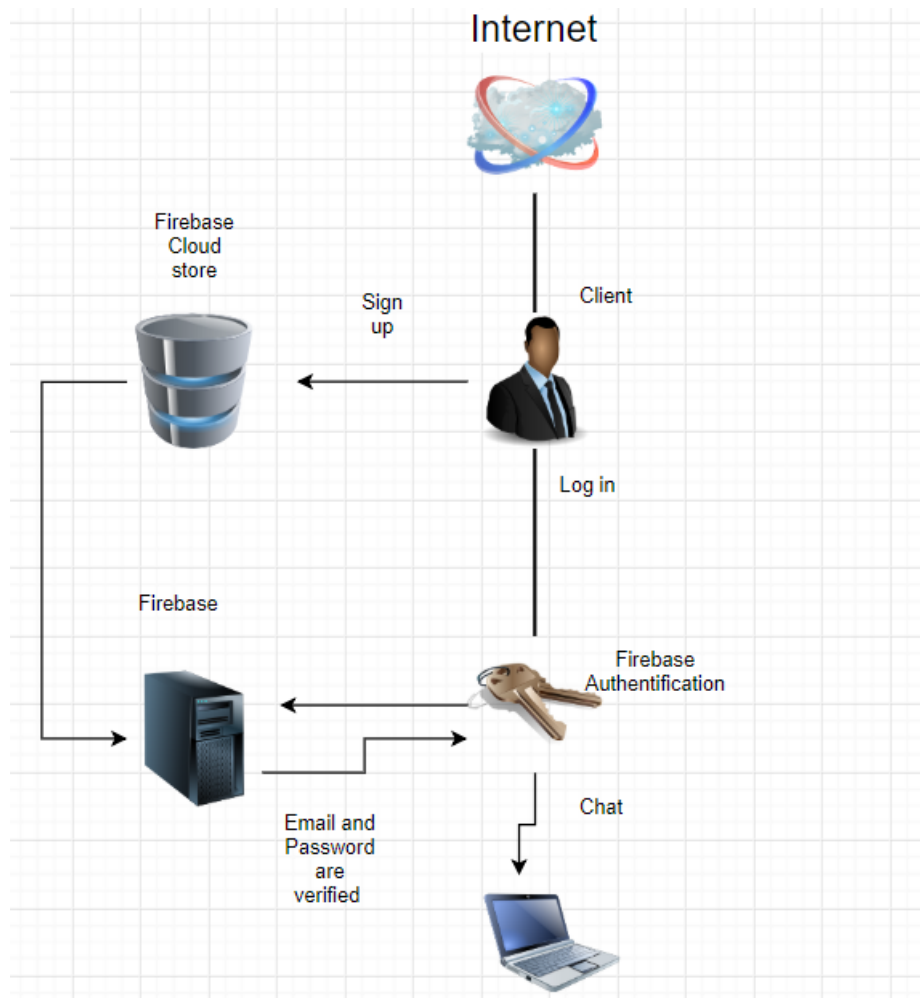 Internet
Firebase
Cloud
store
Sign
up
Client
Log in
Firebase
Firebase
Authentification
Email and
Password
are
verified
Chat